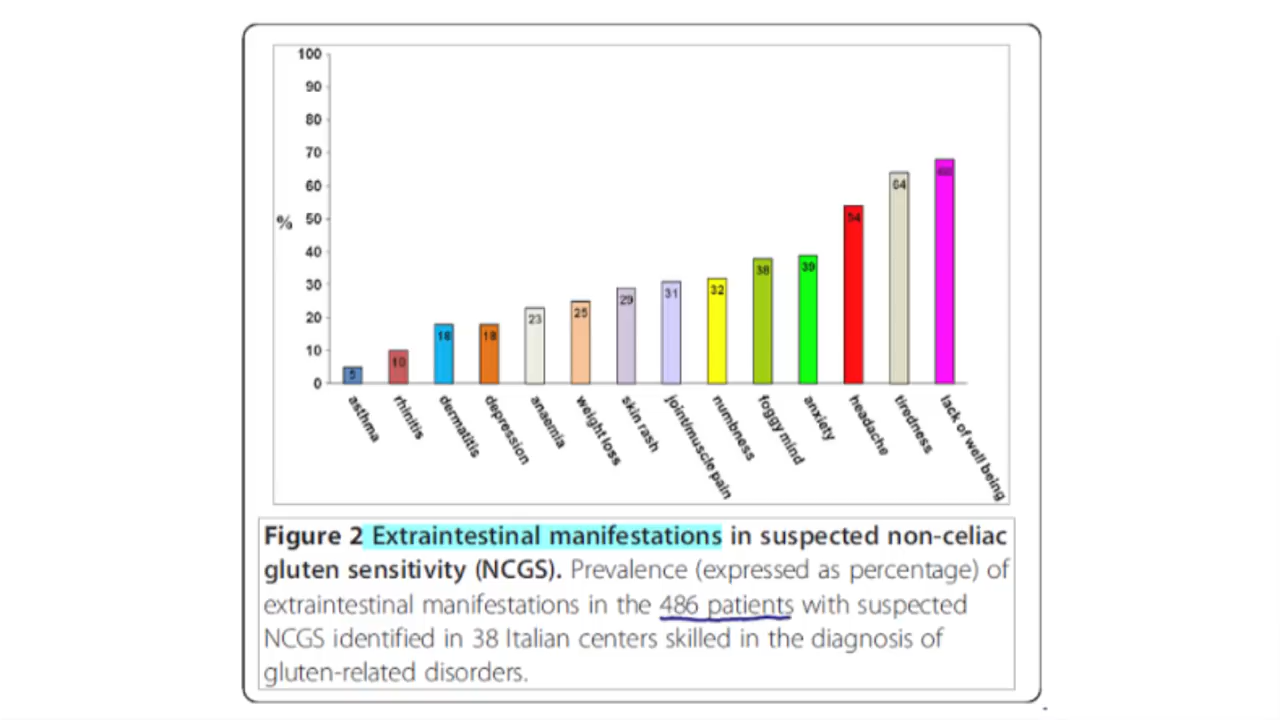 100
90
80
70
60
% 50
40
30
20
10
0
5
10
18
18
23
25
29
31
32
38
39
54
64
asthma
rhinitis
dermatitis
depression
anaemia
weight loss
skin rash
joint/muscle pain
numbness
foggy mind
anxiety
headache
tiredness
lack of well being
Figure 2 Extraintestinal manifestations in suspected non-celiac
gluten sensitivity (NCGS). Prevalence (expressed as percentage) of
extraintestinal manifestations in the 486 patients with suspected
NCGS identified in 38 Italian centers skilled in the diagnosis of
gluten-related disorders.